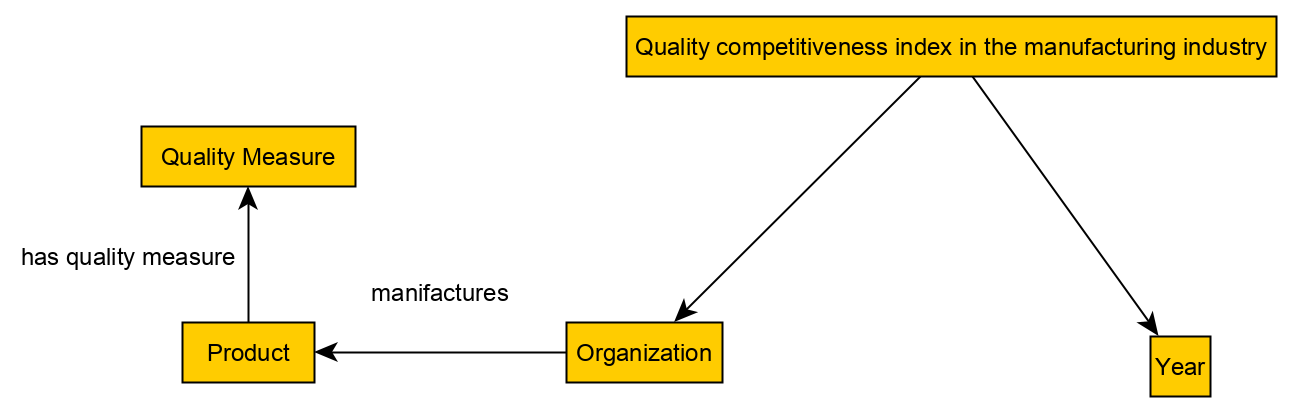 Quality competitiveness index in the manufacturing industry
Quality Measure
has quality measure
manifactures
Product
Organization
Year